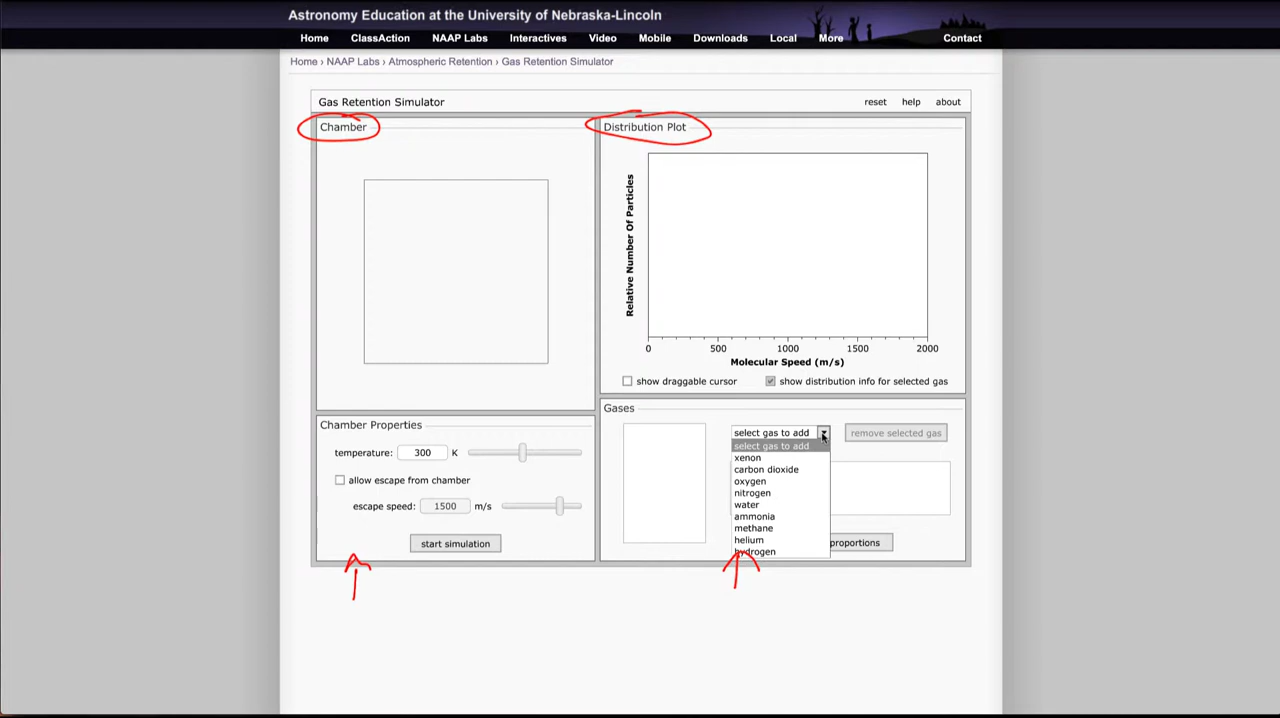 Astronomy Education at the University of Nebraska-Lincoln
Home ClassAction NAAP Labs Interactives Video Mobile Downloads Local More Contact
Home › NAAP Labs › Atmospheric Retention › Gas Retention Simulator
Gas Retention Simulator reset help about
Chamber
Distribution Plot
Relative Number Of Particles
0 500 1000 1500 2000
Molecular Speed (m/s)
show draggable cursor show distribution info for selected gas
Chamber Properties
temperature: 300 K
allow escape from chamber
escape speed: 1500 m/s
start simulation
Gases
select gas to add remove selected gas
select gas to add
xenon
carbon dioxide
oxygen
nitrogen
water
ammonia
methane
helium
hydrogen
proportions